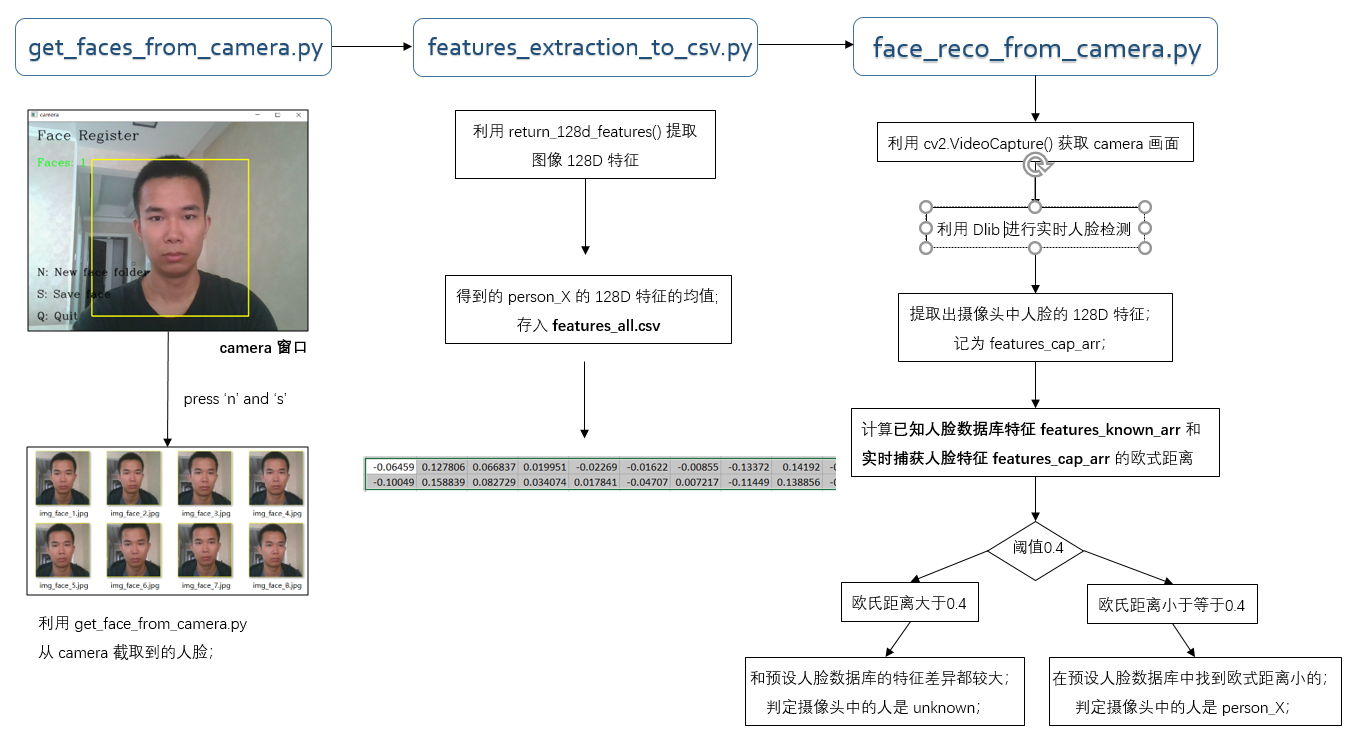 get_faces_from_camera.py
features_extraction_to_csv.py
face_reco_from_camera.py
camera
Face Register
Faces: 1
N: New face folder
S: Save face
Q: Quit
camera 窗口
press ‘n’ and ‘s’
img_face_1.jpg
img_face_2.jpg
img_face_3.jpg
img_face_4.jpg
img_face_5.jpg
img_face_6.jpg
img_face_7.jpg
img_face_8.jpg
利用 get_face_from_camera.py
从 camera 截取到的人脸;
利用 return_128d_features() 提取
图像 128D 特征
得到的 person_X 的 128D 特征的均值;
存入 features_all.csv
-0.06459 0.127806 0.066837 0.019951 -0.02269 -0.01622 -0.00855 -0.13372 0.14192
-0.10049 0.158839 0.082729 0.034074 0.017841 -0.04707 0.007217 -0.11449 0.138856
利用 cv2.VideoCapture() 获取 camera 画面
利用 Dlib 进行实时人脸检测
提取出摄像头中人脸的 128D 特征;
记为 features_cap_arr;
计算已知人脸数据库特征 features_known_arr 和
实时捕获人脸特征 features_cap_arr 的欧式距离
阈值0.4
欧氏距离大于0.4
欧氏距离小于等于0.4
和预设人脸数据库的特征差异都较大;
判定摄像头中的人是 unknown;
在预设人脸数据库中找到欧式距离小的;
判定摄像头中的人是 person_X;